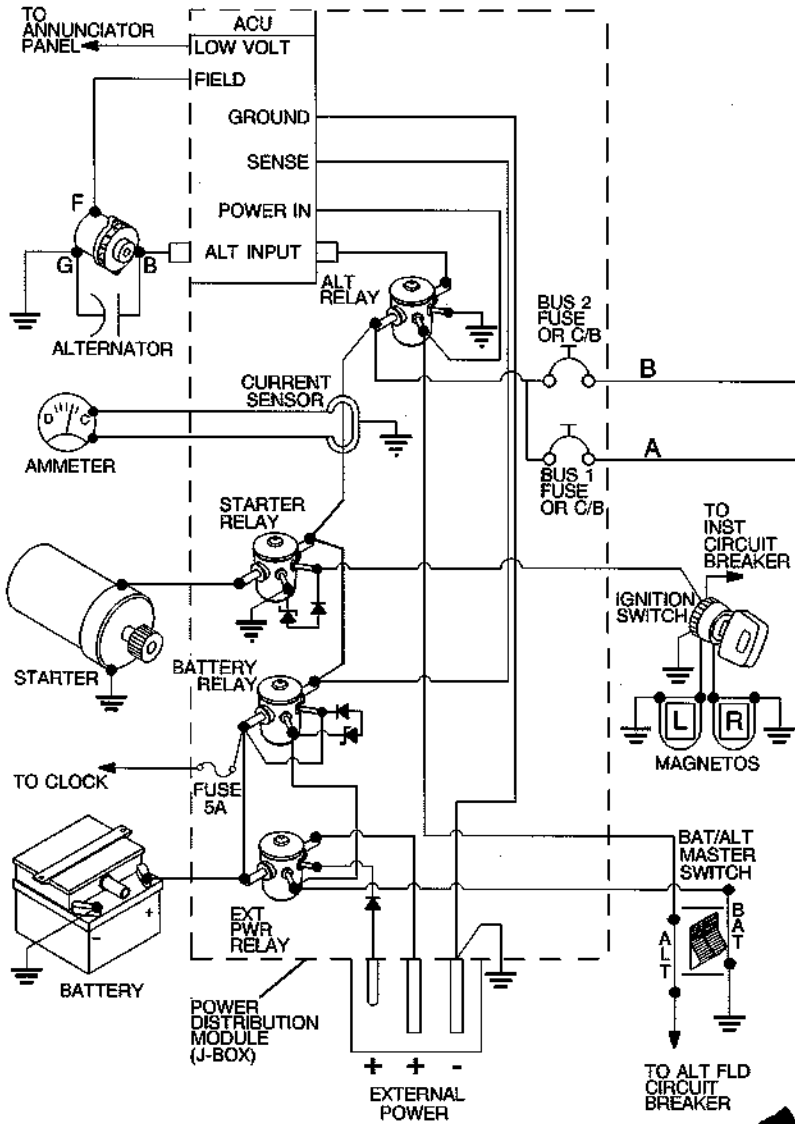 TO
ANNUNCIATOR
PANEL
ACU
LOW VOLT
FIELD
GROUND
SENSE
POWER IN
ALT INPUT
F
G
B
ALTERNATOR
ALT
RELAY
BUS 2
FUSE
OR C/B
B
CURRENT
SENSOR
D
C
AMMETER
A
BUS 1
FUSE
OR C/B
STARTER
RELAY
TO
INST
CIRCUIT
BREAKER
IGNITION
SWITCH
STARTER
BATTERY
RELAY
L
R
MAGNETOS
TO CLOCK
FUSE
5A
BAT/ALT
MASTER
SWITCH
ALT
BAT
+
-
EXT
PWR
RELAY
BATTERY
POWER
DISTRIBUTION
MODULE
(J-BOX)
+ + -
EXTERNAL
POWER
TO ALT FLD
CIRCUIT
BREAKER